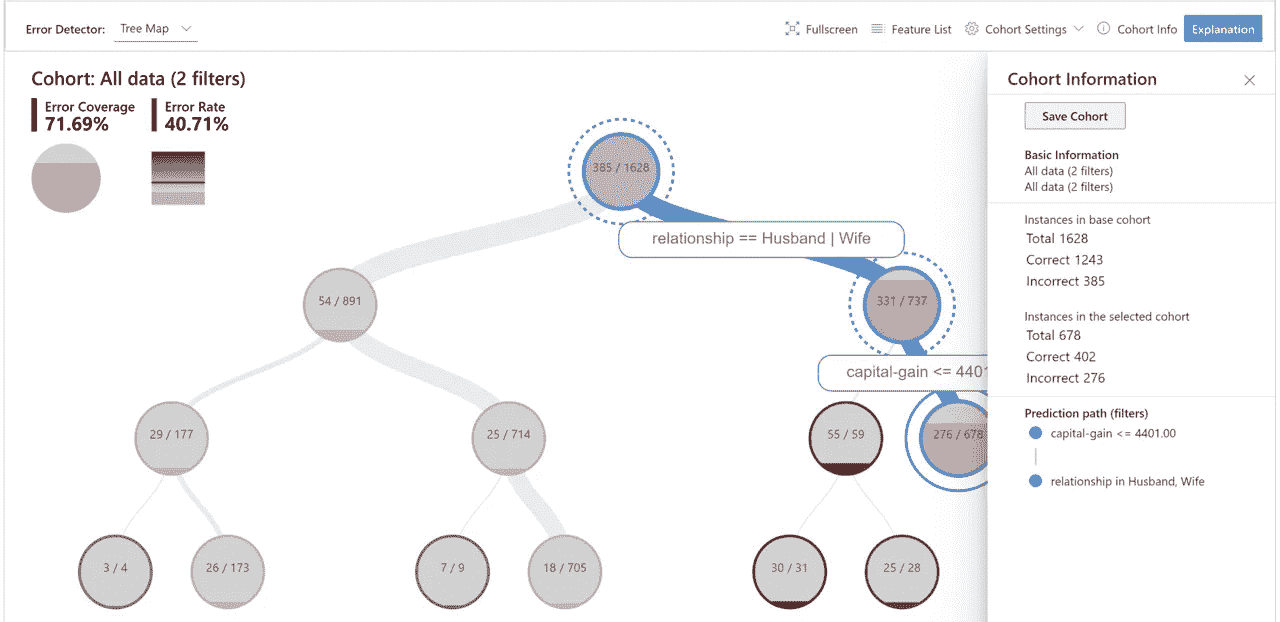 Error Detector: Tree Map
Fullscreen
Feature List
Cohort Settings
Cohort Info
Explanation
Cohort: All data (2 filters)
Error Coverage
71.69%
Error Rate
40.71%
385 / 1628
relationship == Husband | Wife
54 / 891
331 / 737
capital-gain <= 4401
29 / 177
25 / 714
55 / 59
276 / 678
3 / 4
26 / 173
7 / 9
18 / 705
30 / 31
25 / 28
Cohort Information
Save Cohort
Basic Information
All data (2 filters)
All data (2 filters)
Instances in base cohort
Total 1628
Correct 1243
Incorrect 385
Instances in the selected cohort
Total 678
Correct 402
Incorrect 276
Prediction path (filters)
capital-gain <= 4401.00
relationship in Husband, Wife